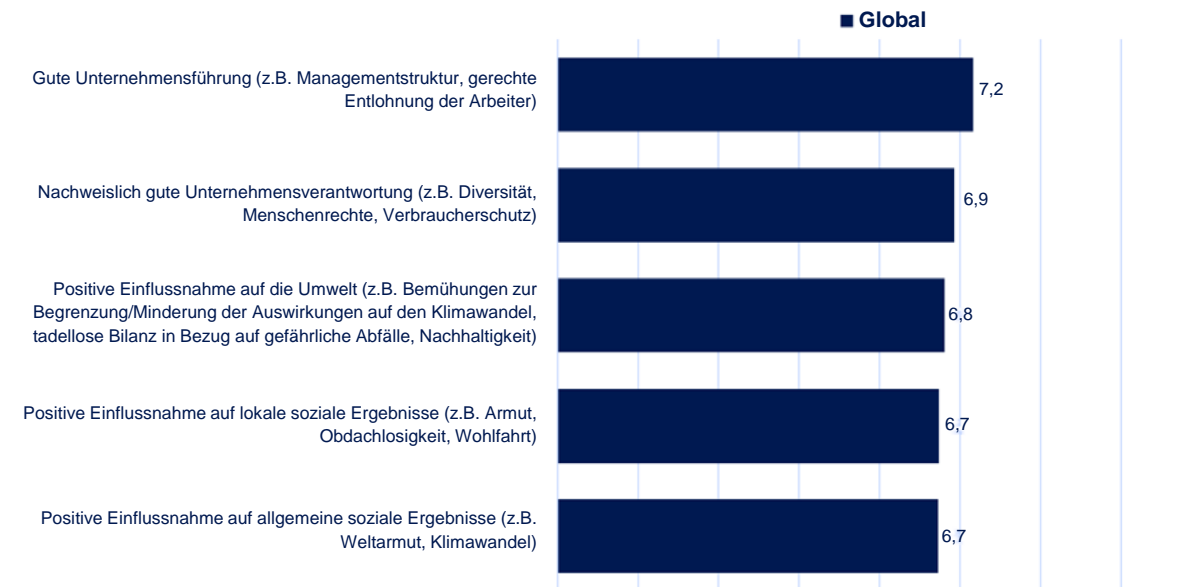 Global
Gute Unternehmensführung (z.B. Managementstruktur, gerechte
Entlohnung der Arbeiter)
7,2
Nachweislich gute Unternehmensverantwortung (z.B. Diversität,
Menschenrechte, Verbraucherschutz)
6,9
Positive Einflussnahme auf die Umwelt (z.B. Bemühungen zur
Begrenzung/Minderung der Auswirkungen auf den Klimawandel,
tadellose Bilanz in Bezug auf gefährliche Abfälle, Nachhaltigkeit)
6,8
Positive Einflussnahme auf lokale soziale Ergebnisse (z.B. Armut,
Obdachlosigkeit, Wohlfahrt)
6,7
Positive Einflussnahme auf allgemeine soziale Ergebnisse (z.B.
Weltarmut, Klimawandel)
6,7